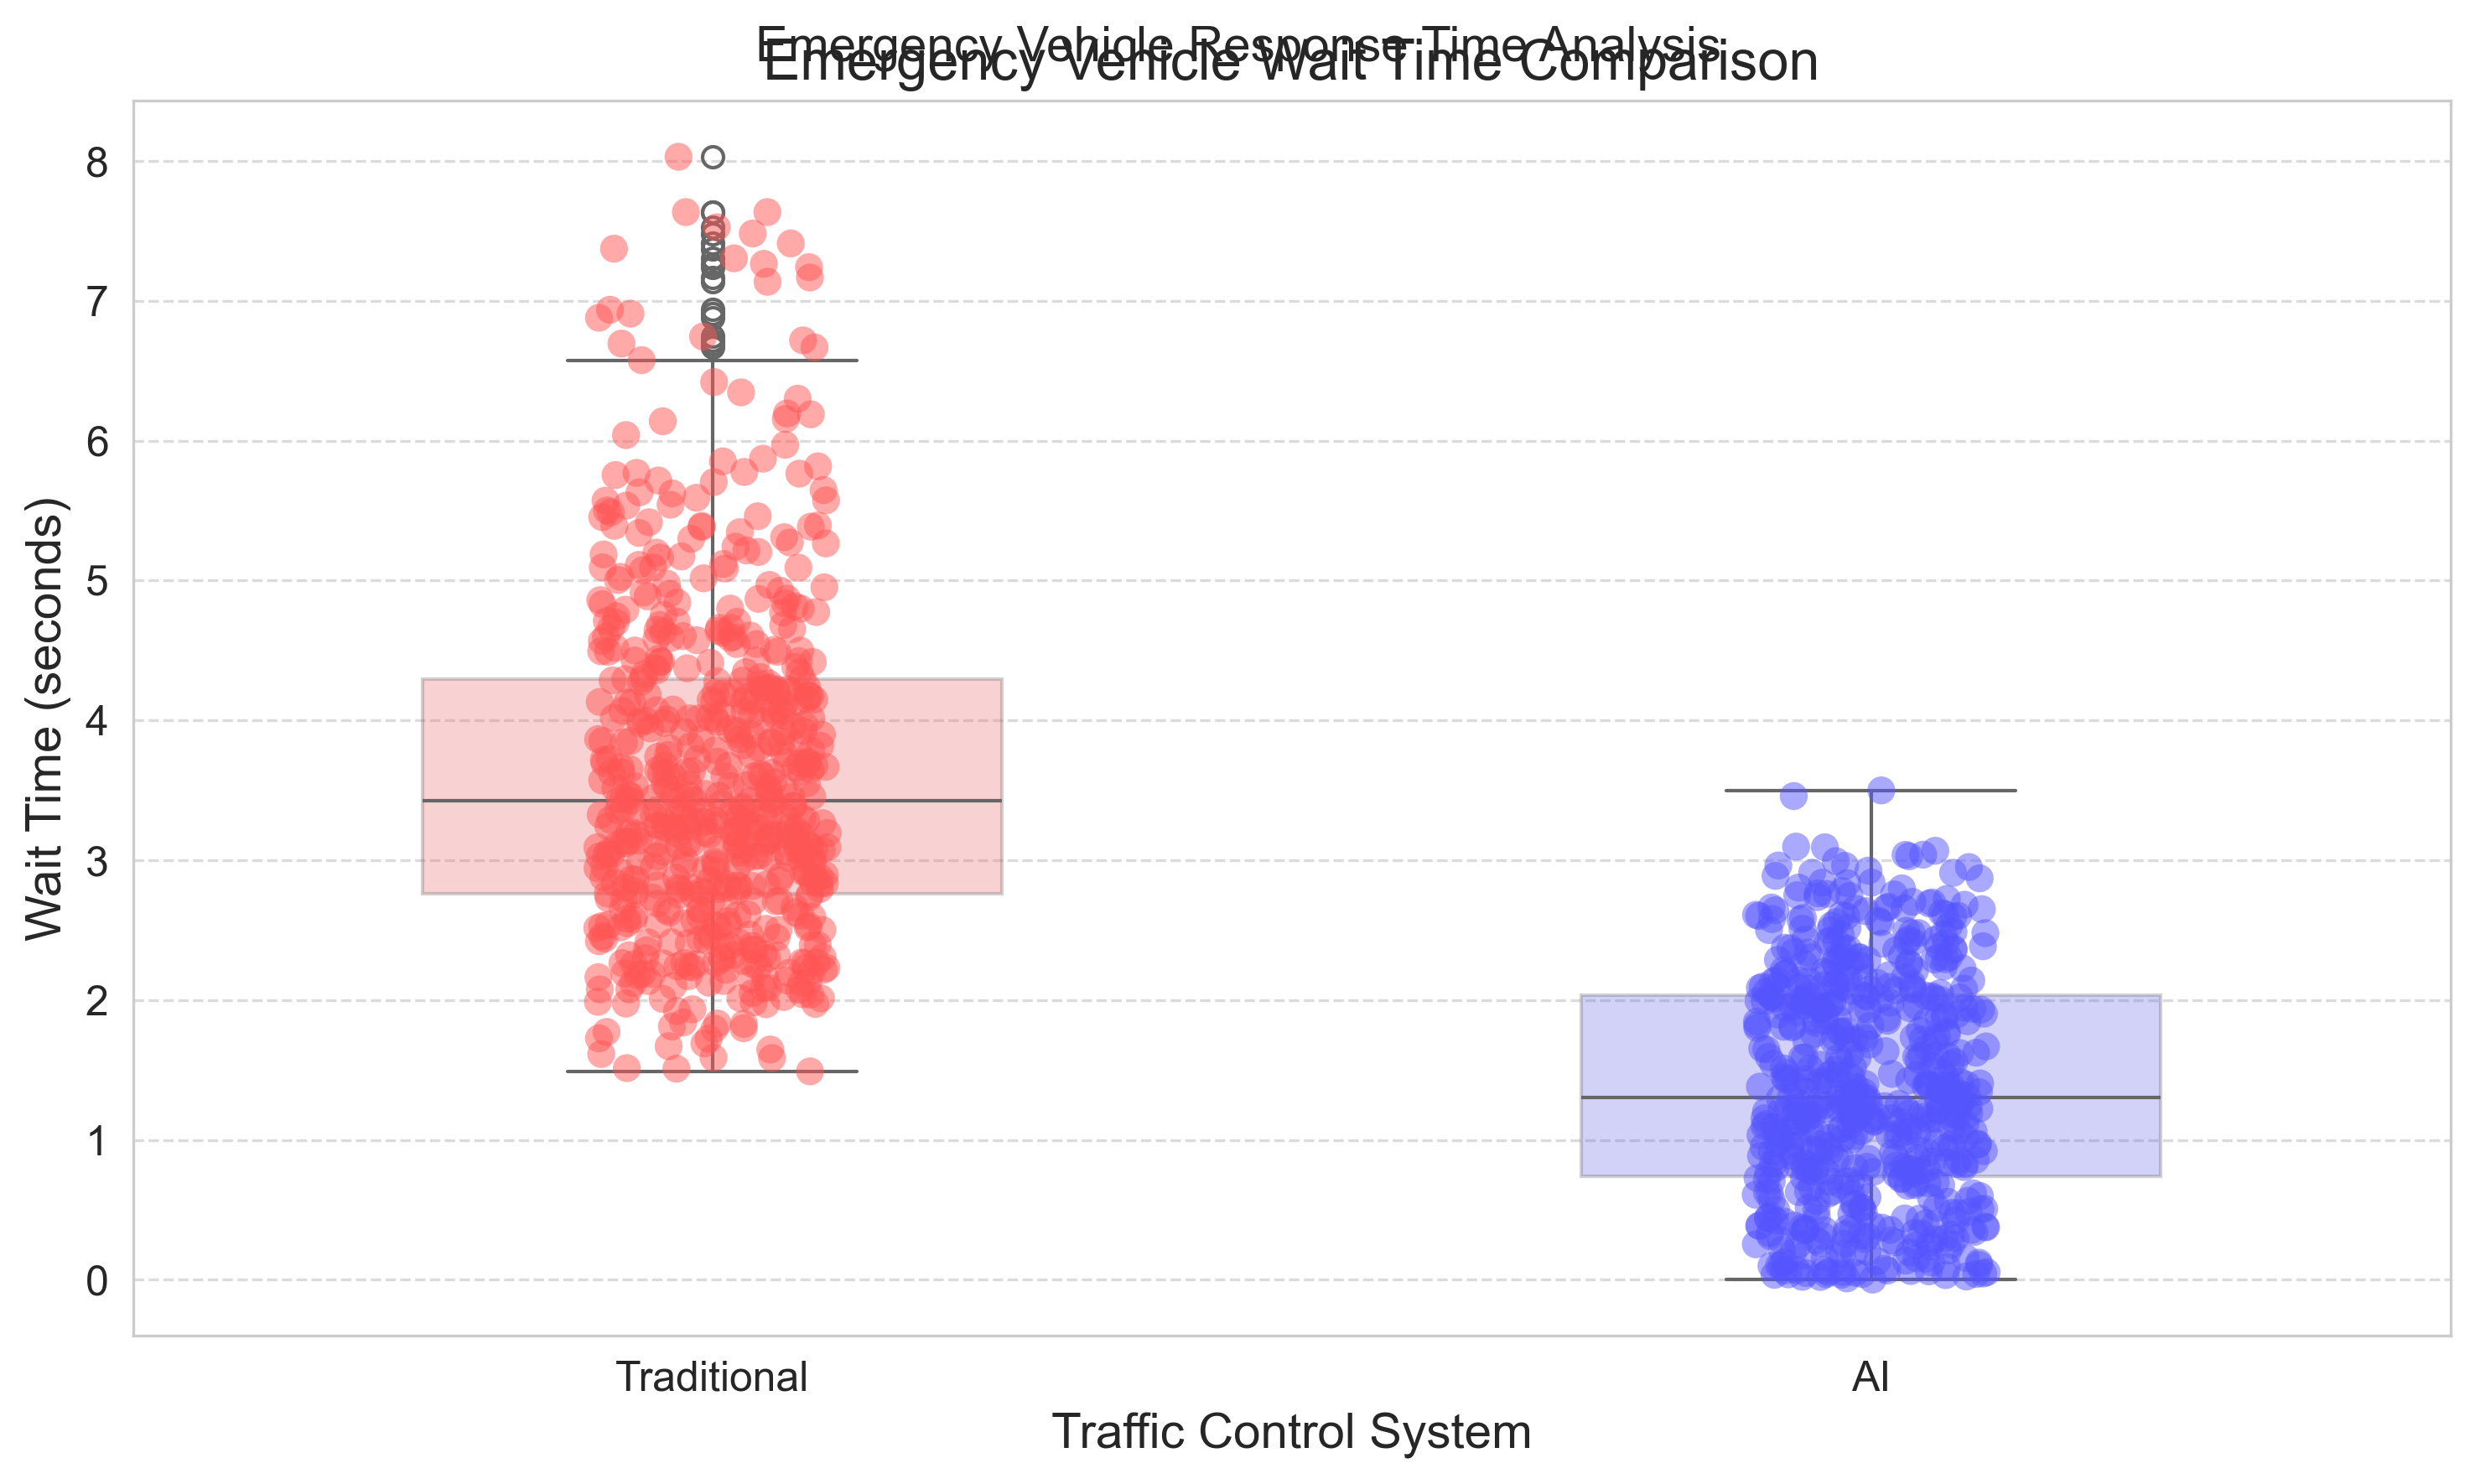 Emergency Vehicle Response Time Analysis
Emergency Vehicle Wait Time Comparison
8
7
6
5
4
3
2
1
0
Wait Time (seconds)
Traditional
AI
Traffic Control System